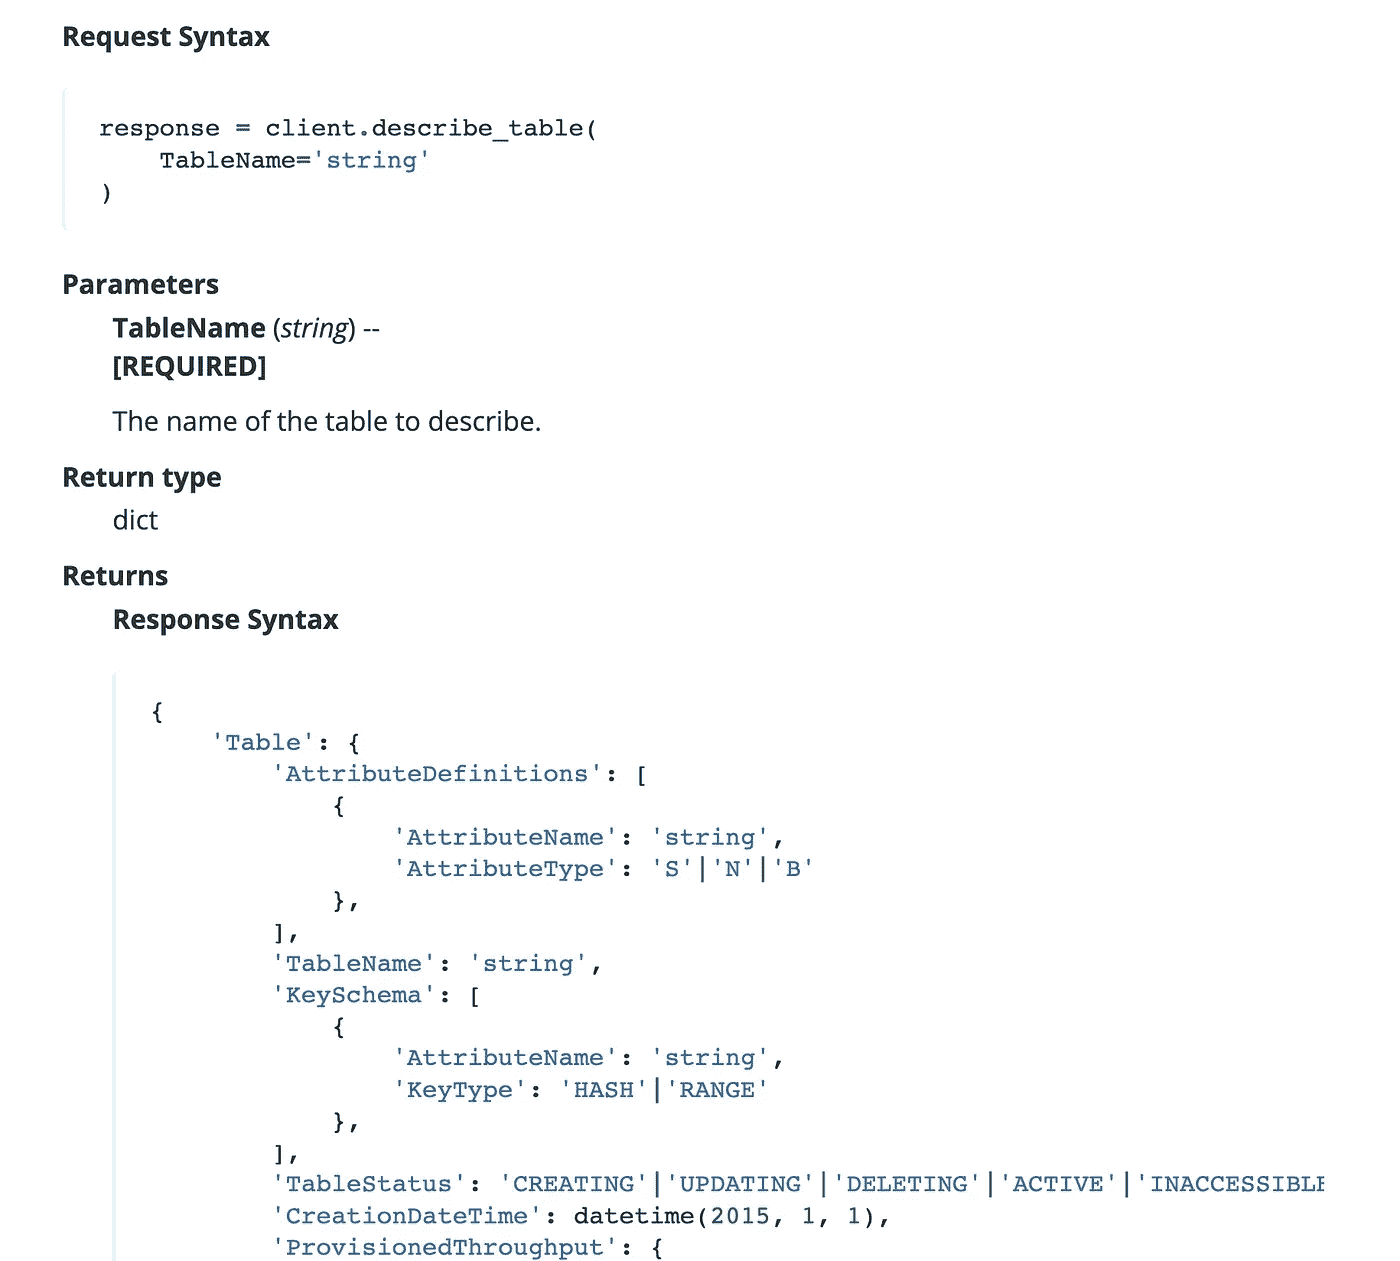 Request Syntax
response = client.describe_table(
    TableName='string'
)
Parameters
TableName (string) --
[REQUIRED]
The name of the table to describe.
Return type
dict
Returns
Response Syntax
{
    'Table': {
        'AttributeDefinitions': [
            {
                'AttributeName': 'string',
                'AttributeType': 'S'|'N'|'B'
            },
        ],
        'TableName': 'string',
        'KeySchema': [
            {
                'AttributeName': 'string',
                'KeyType': 'HASH'|'RANGE'
            },
        ],
        'TableStatus': 'CREATING'|'UPDATING'|'DELETING'|'ACTIVE'|'INACCESSIBLE
        'CreationDateTime': datetime(2015, 1, 1),
        'ProvisionedThroughput': {